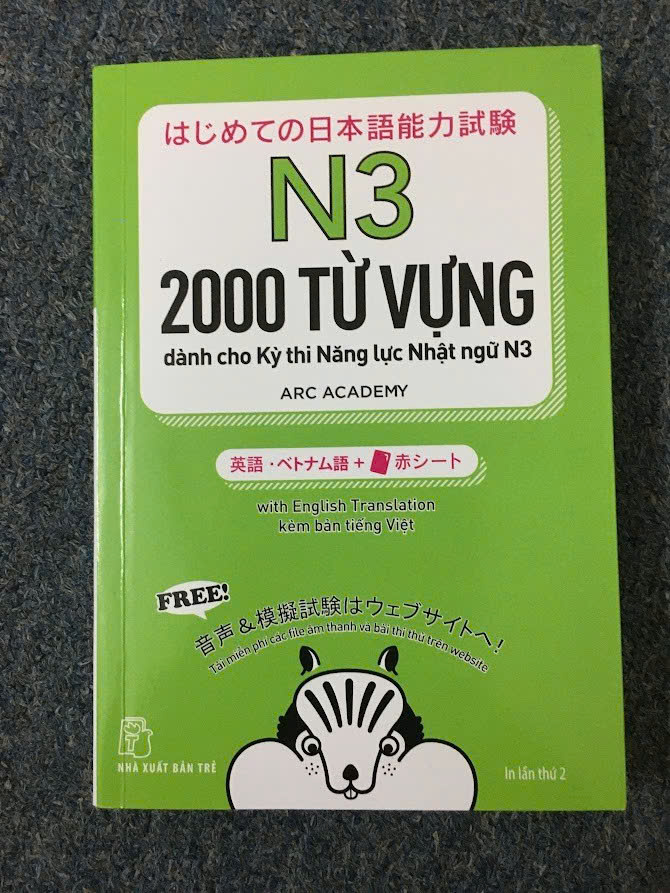 はじめての日本語能力試験
N3
2000 TỪ VỰNG
dành cho Kỳ thi Năng lực Nhật ngữ N3
ARC ACADEMY
英語・ベトナム語 + 赤シート
with English Translation
kèm bản tiếng Việt
FREE!
音声&模擬試験はウェブサイトへ!
Tải miễn phí các file âm thanh và bài thi thử trên website
T
NHÀ XUẤT BẢN TRẺ
In lần thứ 2